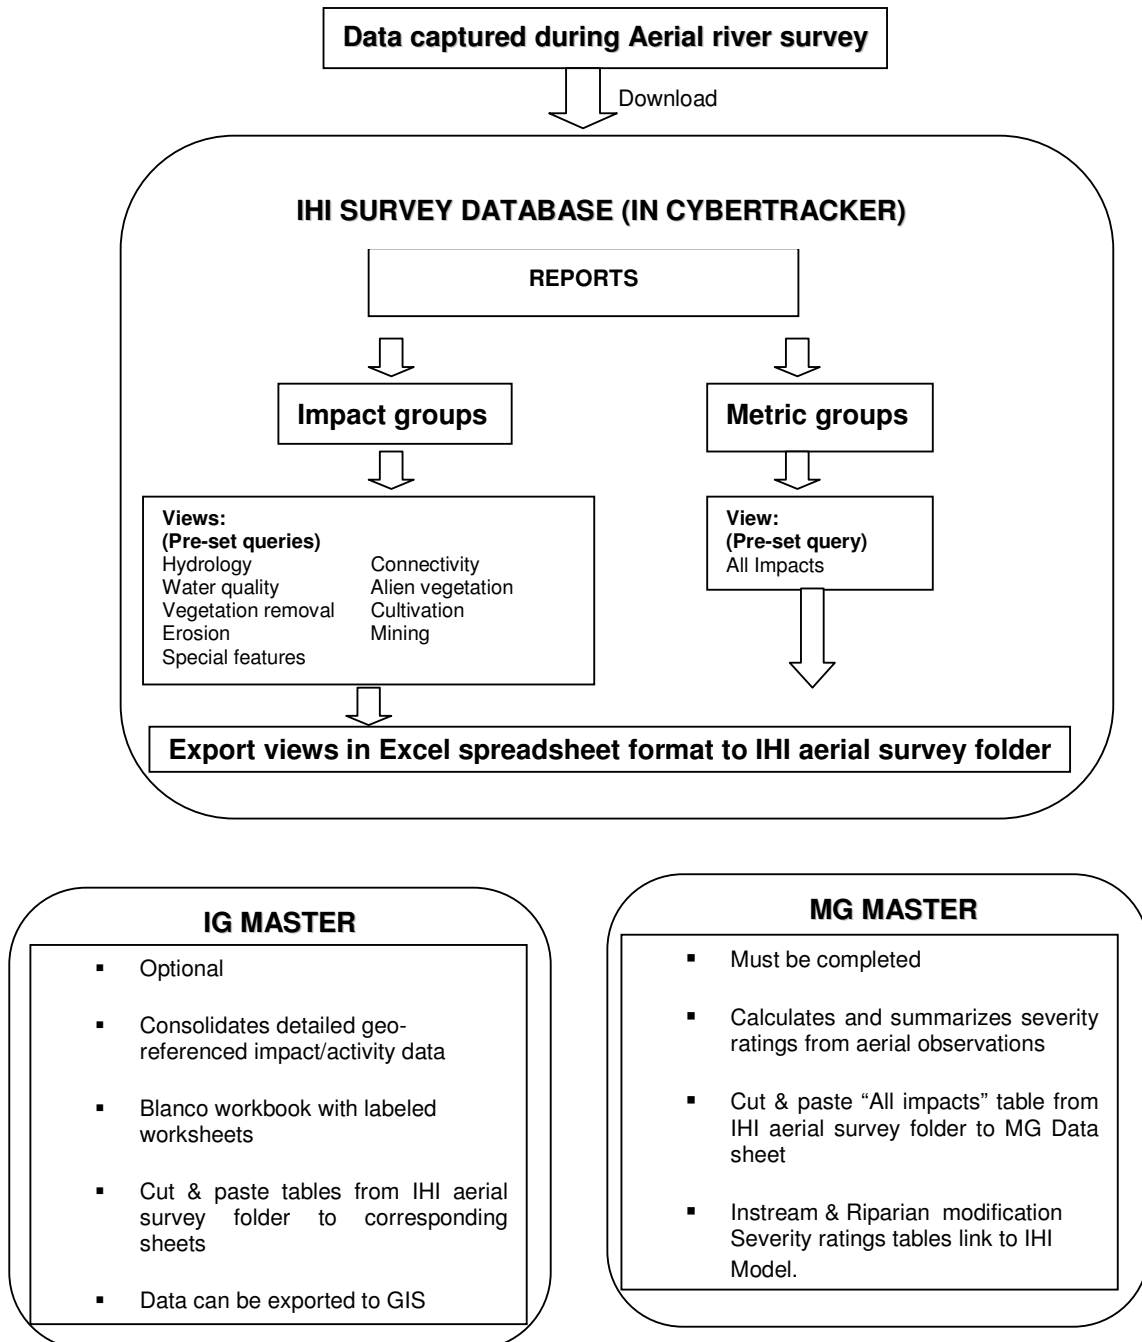 Data captured during Aerial river survey
Download
IHI SURVEY DATABASE (IN CYBERTRACKER)
REPORTS
Impact groups
Metric groups
Views:
(Pre-set queries)
Hydrology
Connectivity
Water quality
Alien vegetation
Vegetation removal
Cultivation
Erosion
Mining
Special features
View:
(Pre-set query)
All Impacts
Export views in Excel spreadsheet format to IHI aerial survey folder
IG MASTER
▪ Optional
▪ Consolidates detailed geo-
referenced impact/activity data
▪ Blanco workbook with labeled
worksheets
▪ Cut & paste tables from IHI aerial
survey folder to corresponding
sheets
▪ Data can be exported to GIS
MG MASTER
▪ Must be completed
▪ Calculates and summarizes severity
ratings from aerial observations
▪ Cut & paste “All impacts” table from
IHI aerial survey folder to MG Data
sheet
▪ Instream & Riparian modification
Severity ratings tables link to IHI
Model.